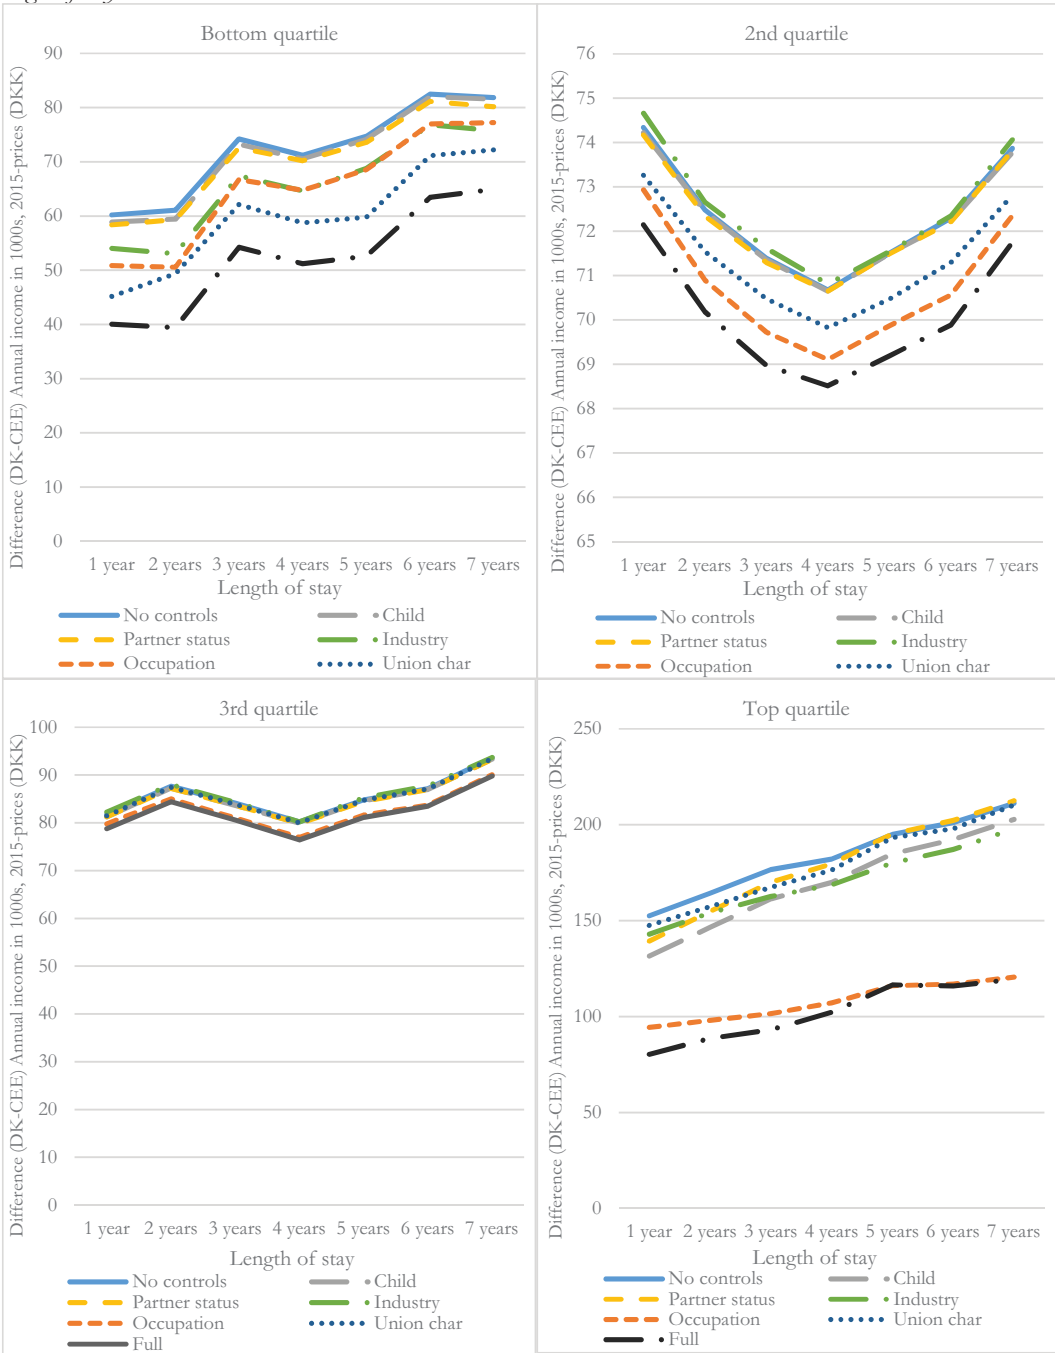 Bottom quartile
Difference (DK-CEE) Annual income in 1000s, 2015-prices (DKK)
90
80
70
60
50
40
30
20
10
0
1 year 2 years 3 years 4 years 5 years 6 years 7 years
Length of stay
No controls Child
Partner status Industry
Occupation Union char
2nd quartile
Difference (DK-CEE) Annual income in 1000s, 2015-prices (DKK)
76
75
74
73
72
71
70
69
68
67
66
65
1 year 2 years 3 years 4 years 5 years 6 years 7 years
Length of stay
No controls Child
Partner status Industry
Occupation Union char
3rd quartile
Difference (DK-CEE) Annual income in 1000s, 2015-prices (DKK)
100
90
80
70
60
50
40
30
20
10
0
1 year 2 years 3 years 4 years 5 years 6 years 7 years
Length of stay
No controls Child
Partner status Industry
Occupation Union char
Full
Top quartile
Difference (DK-CEE) Annual income in 1000s, 2015-prices (DKK)
250
200
150
100
50
0
1 year 2 years 3 years 4 years 5 years 6 years 7 years
Length of stay
No controls Child
Partner status Industry
Occupation Union char
Full